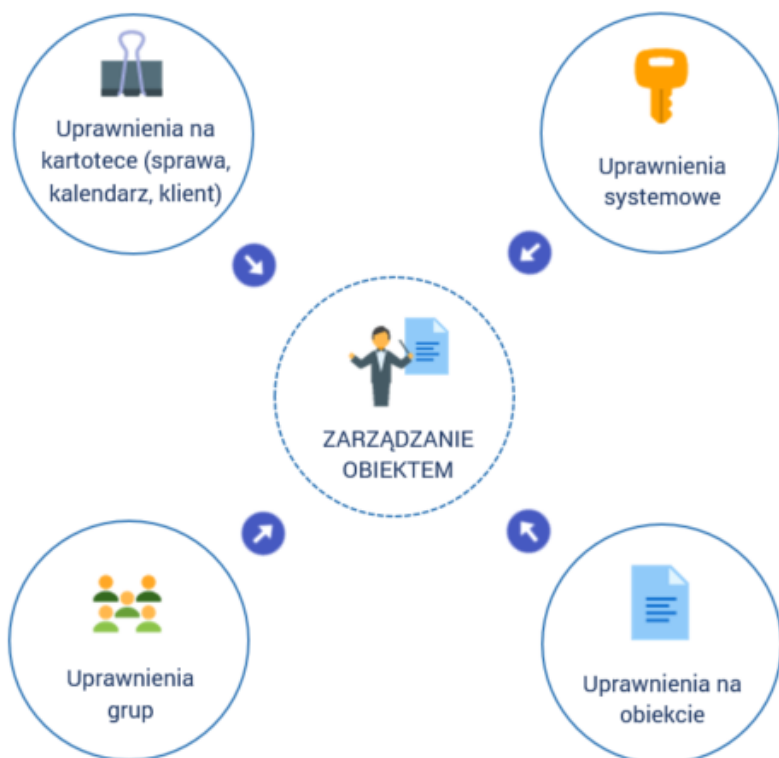 Uprawnienia na
kartotece (sprawa,
kalendarz, klient)
Uprawnienia
systemowe
ZARZĄDZANIE
OBIEKTEM
Uprawnienia
grup
Uprawnienia na
obiekcie